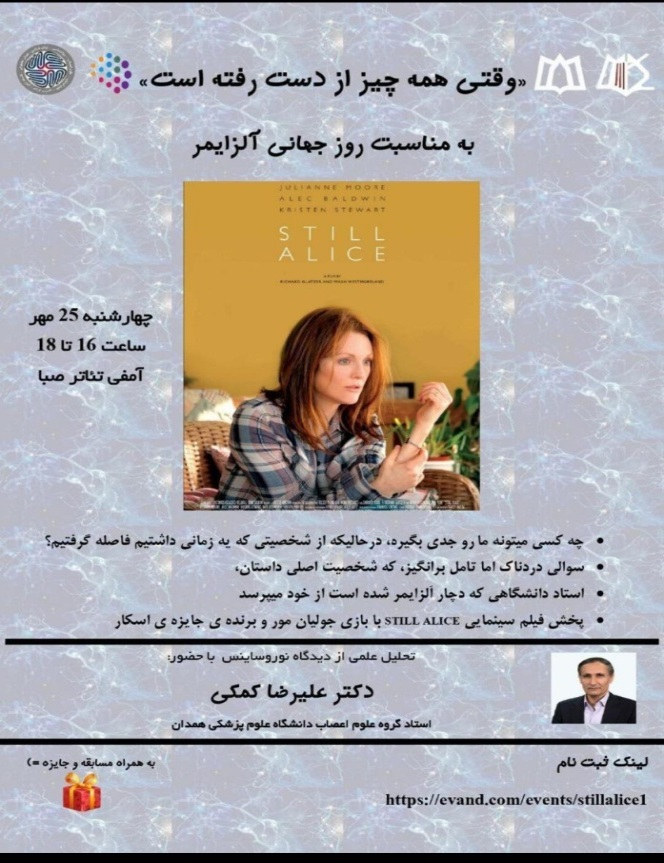 «وقتی همه چیز از دست رفته است»
به مناسبت روز جهانی آلزایمر
JULIANNE MOORE
ALEC BALDWIN
KRISTEN STEWART
STILL
ALICE
چهارشنبه 25 مهر
ساعت 16 تا 18
آمفی تئاتر صبا
• چه کسی میتونه ما رو جدی بگیره، درحالیکه از شخصیتی که یه زمانی داشتیم فاصله گرفتیم؟
• سوالی دردناک اما تامل برانگیز، که شخصیت اصلی داستان،
• استاد دانشگاهی که دچار آلزایمر شده است از خود میپرسد
• پخش فیلم سینمایی STILL ALICE با بازی جولیان مور و برنده ی جایزه ی اسکار
تحلیل علمی از دیدگاه نوروساینس با حضور:
دکتر علیرضا کمکی
استاد گروه علوم اعصاب دانشگاه علوم پزشکی همدان
لینک ثبت نام
https://evand.com/events/stillalice1
به همراه مسابقه و جایزه =)